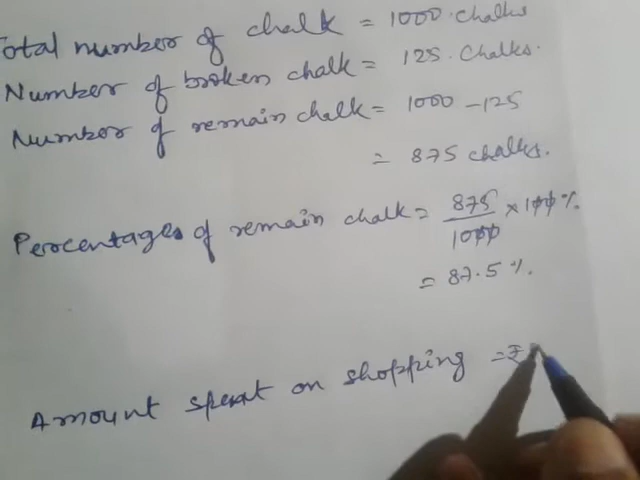 Total number of chalk = 1000 . chalks
Number of broken chalk = 125 . Chalks .
Number of remain chalk = 1000 - 125
= 875 chalks .
Percentages of remain chalk = 875/1000 × 100 %
= 87.5 % .
Amount spent on shopping = ₹